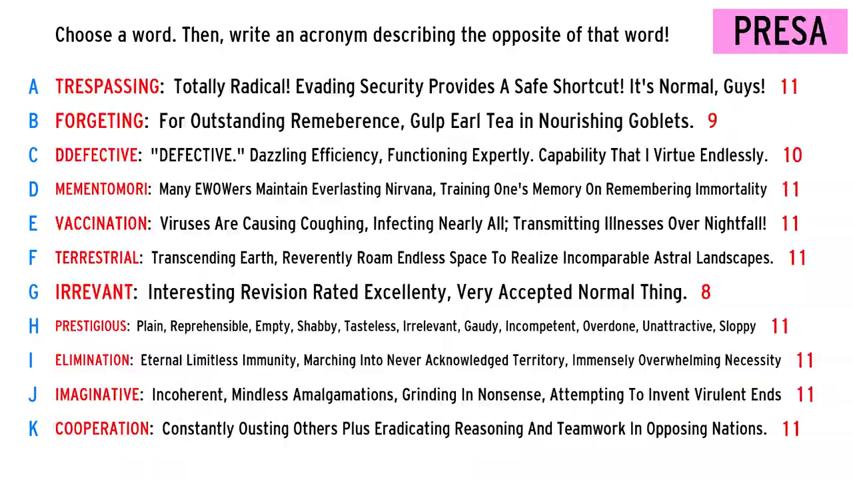 Choose a word. Then, write an acronym describing the opposite of that word!
PRESA
A TRESPASSING: Totally Radical! Evading Security Provides A Safe Shortcut! It's Normal, Guys! 11
B FORGETING: For Outstanding Remeberence, Gulp Earl Tea in Nourishing Goblets. 9
C DDEFECTIVE: "DEFECTIVE." Dazzling Efficiency, Functioning Expertly. Capability That I Virtue Endlessly. 10
D MEMENTOMORI: Many EWOWers Maintain Everlasting Nirvana, Training One's Memory On Remembering Immortality 11
E VACCINATION: Viruses Are Causing Coughing, Infecting Nearly All; Transmitting Illnesses Over Nightfall! 11
F TERRESTRIAL: Transcending Earth, Reverently Roam Endless Space To Realize Incomparable Astral Landscapes. 11
G IRREVANT: Interesting Revision Rated Excellenty, Very Accepted Normal Thing. 8
H PRESTIGIOUS: Plain, Reprehensible, Empty, Shabby, Tasteless, Irrelevant, Gaudy, Incompetent, Overdone, Unattractive, Sloppy 11
I ELIMINATION: Eternal Limitless Immunity, Marching Into Never Acknowledged Territory, Immensely Overwhelming Necessity 11
J IMAGINATIVE: Incoherent, Mindless Amalgamations, Grinding In Nonsense, Attempting To Invent Virulent Ends 11
K COOPERATION: Constantly Ousting Others Plus Eradicating Reasoning And Teamwork In Opposing Nations. 11